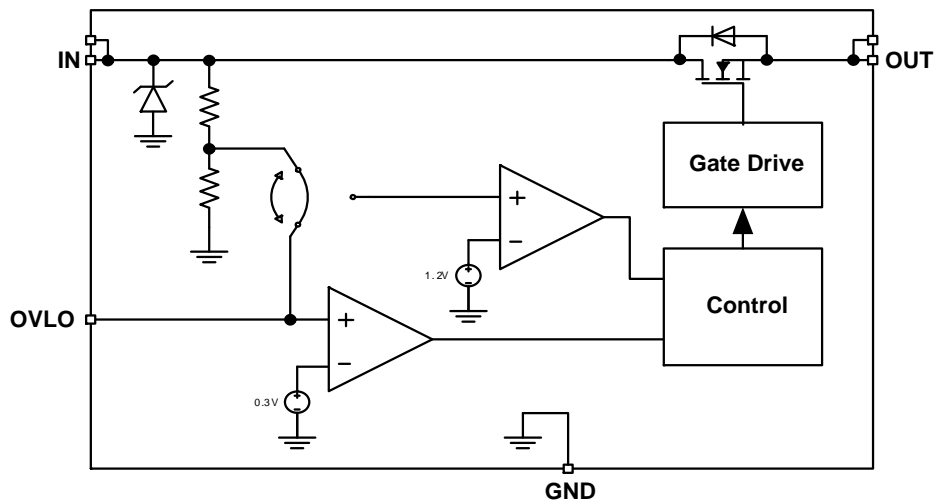 IN
OUT
Gate Drive
+
−
1.2V
+
−
Control
OVLO
+
−
0.3V
+
−
GND